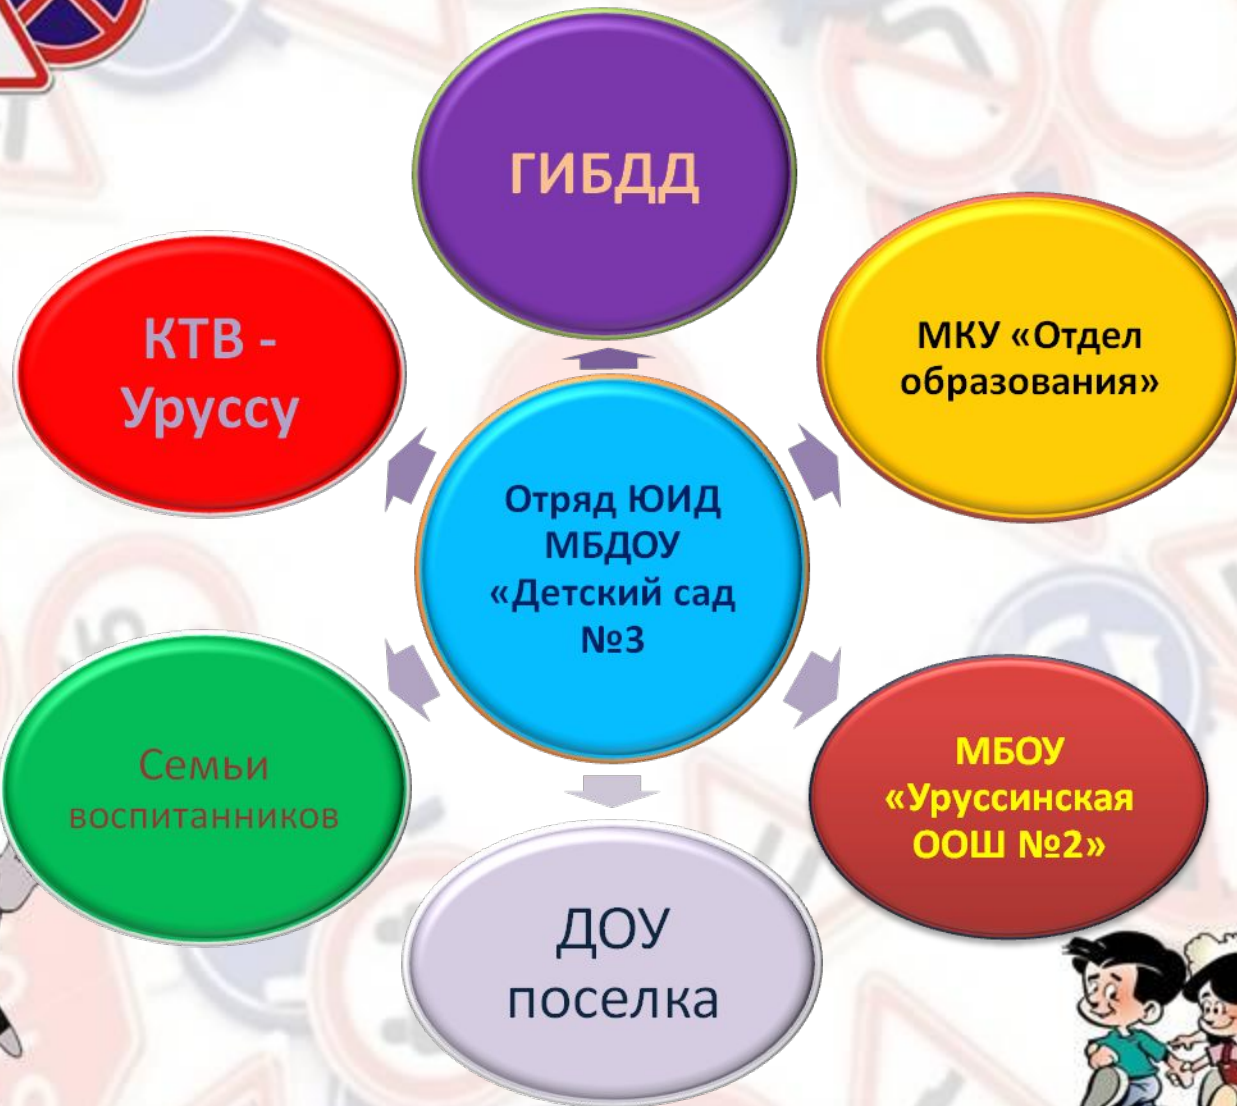 ГИБДД
КТВ -
Уруссу
МКУ «Отдел
образования»
Отряд ЮИД
МБДОУ
«Детский сад
№3
Семьи
воспитанников
МБОУ
«Уруссинская
ООШ №2»
ДОУ
поселка